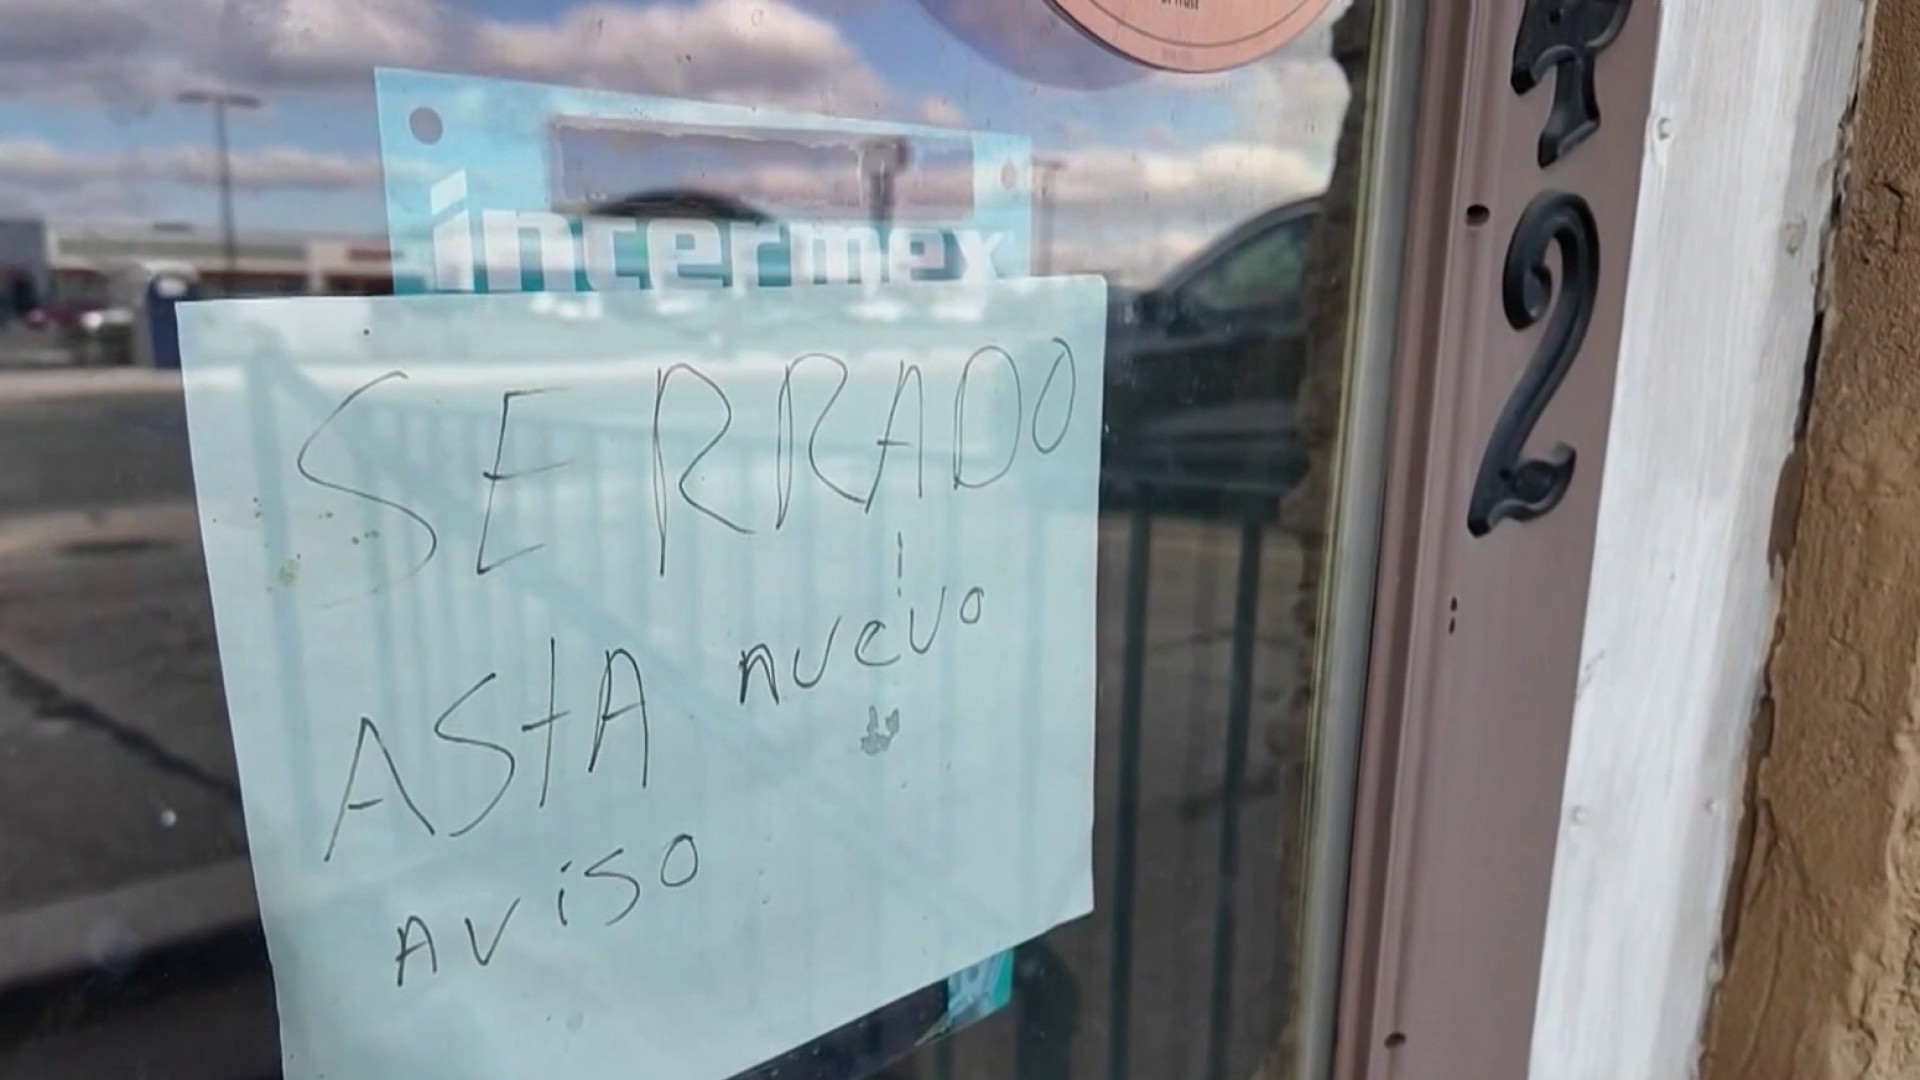 intermex
SERRADO
ASTA nuevo
AViSO
2